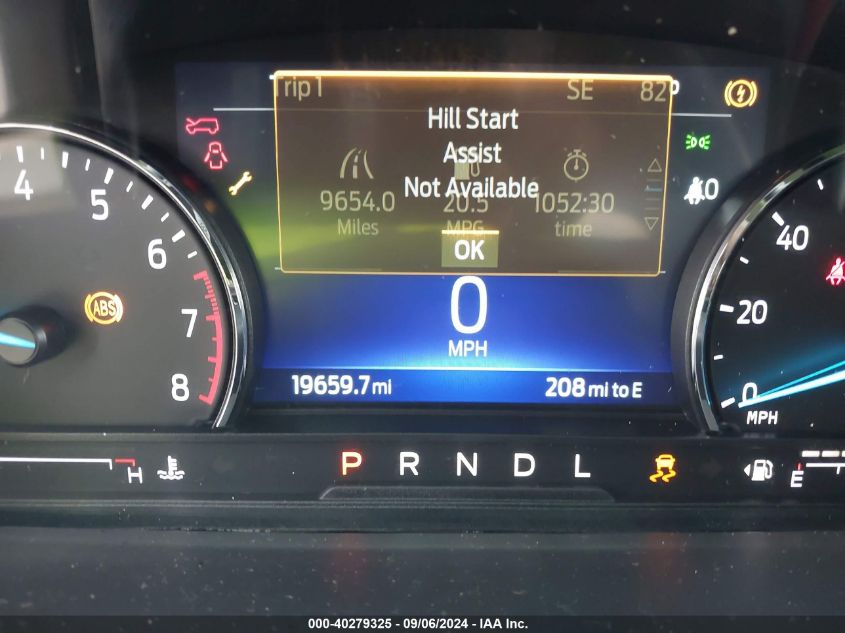 Trip 1 SE 82°
Hill Start
Assist
Not Available
9654.0 20.5 1052:30
Miles MPG time
OK
0
MPH
19659.7 mi 208 mi to E
4
5
6
7
8
ABS
40
20
0
MPH
H
P R N D L
E
000-40279325 - 09/06/2024 - IAA Inc.